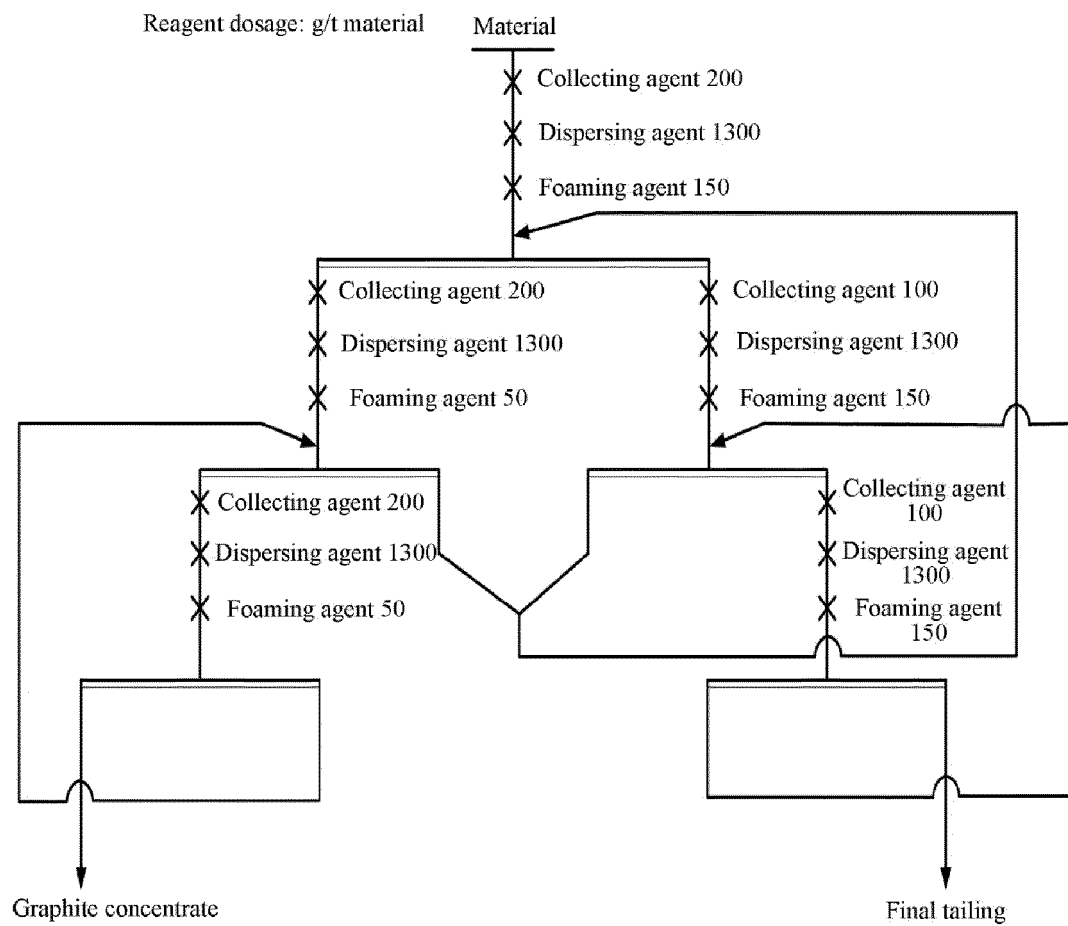 Reagent dosage: g/t material
Material
Collecting agent 200
Dispersing agent 1300
Foaming agent 150
Collecting agent 200
Dispersing agent 1300
Foaming agent 50
Collecting agent 100
Dispersing agent 1300
Foaming agent 150
Collecting agent 200
Dispersing agent 1300
Foaming agent 50
Collecting agent
100
Dispersing agent
1300
Foaming agent
150
Graphite concentrate
Final tailing